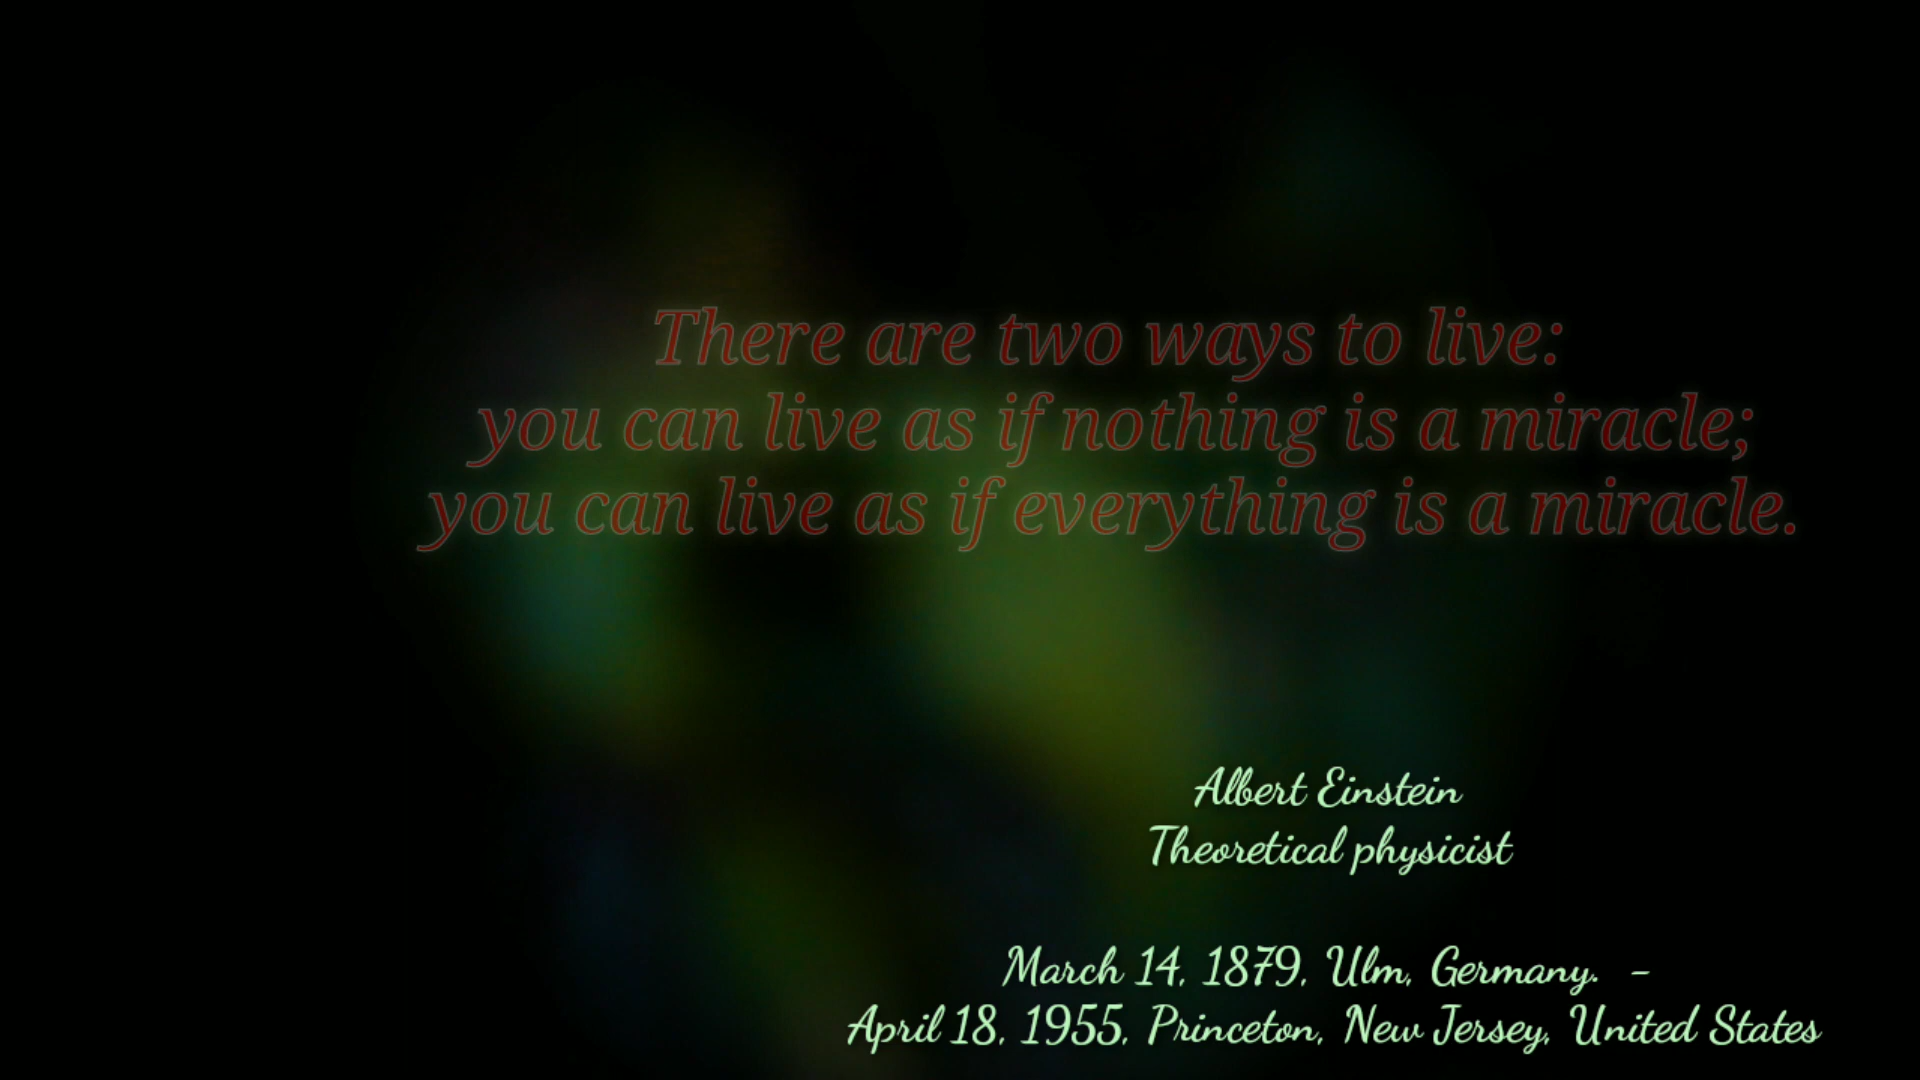 There are two ways to live:
you can live as if nothing is a miracle;
you can live as if everything is a miracle.
Albert Einstein
Theoretical physicist
March 14, 1879, Ulm, Germany. -
April 18, 1955, Princeton, New Jersey, United States